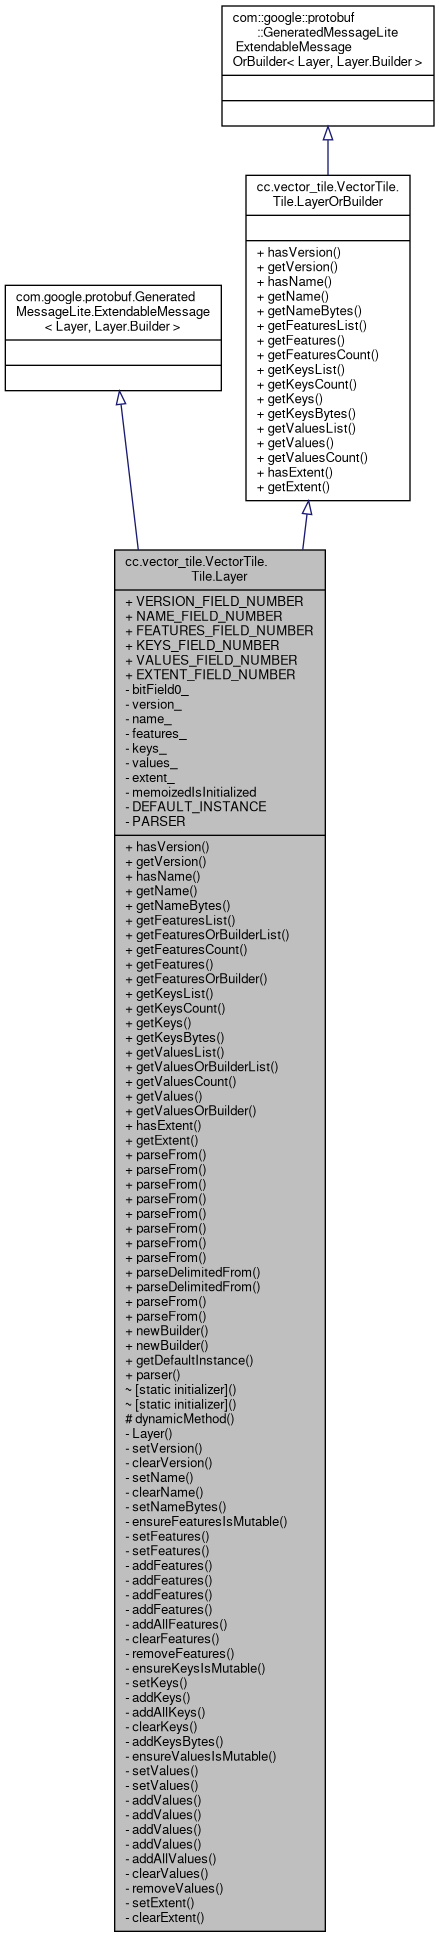 com::google::protobuf
::GeneratedMessageLite
ExtendableMessage
OrBuilder< Layer, Layer.Builder >
cc.vector_tile.VectorTile.
Tile.LayerOrBuilder
+ hasVersion()
+ getVersion()
+ hasName()
+ getName()
+ getNameBytes()
+ getFeaturesList()
+ getFeatures()
+ getFeaturesCount()
+ getKeysList()
+ getKeysCount()
+ getKeys()
+ getKeysBytes()
+ getValuesList()
+ getValues()
+ getValuesCount()
+ hasExtent()
+ getExtent()
com.google.protobuf.Generated
MessageLite.ExtendableMessage
< Layer, Layer.Builder >
cc.vector_tile.VectorTile.
Tile.Layer
+ VERSION_FIELD_NUMBER
+ NAME_FIELD_NUMBER
+ FEATURES_FIELD_NUMBER
+ KEYS_FIELD_NUMBER
+ VALUES_FIELD_NUMBER
+ EXTENT_FIELD_NUMBER
- bitField0_
- version_
- name_
- features_
- keys_
- values_
- extent_
- memoizedIsInitialized
- DEFAULT_INSTANCE
- PARSER
+ hasVersion()
+ getVersion()
+ hasName()
+ getName()
+ getNameBytes()
+ getFeaturesList()
+ getFeaturesOrBuilderList()
+ getFeaturesCount()
+ getFeatures()
+ getFeaturesOrBuilder()
+ getKeysList()
+ getKeysCount()
+ getKeys()
+ getKeysBytes()
+ getValuesList()
+ getValuesOrBuilderList()
+ getValuesCount()
+ getValues()
+ getValuesOrBuilder()
+ hasExtent()
+ getExtent()
+ parseFrom()
+ parseFrom()
+ parseFrom()
+ parseFrom()
+ parseFrom()
+ parseFrom()
+ parseFrom()
+ parseFrom()
+ parseDelimitedFrom()
+ parseDelimitedFrom()
+ parseFrom()
+ parseFrom()
+ newBuilder()
+ newBuilder()
+ getDefaultInstance()
+ parser()
~ [static initializer]()
~ [static initializer]()
# dynamicMethod()
- Layer()
- setVersion()
- clearVersion()
- setName()
- clearName()
- setNameBytes()
- ensureFeaturesIsMutable()
- setFeatures()
- setFeatures()
- addFeatures()
- addFeatures()
- addFeatures()
- addFeatures()
- addAllFeatures()
- clearFeatures()
- removeFeatures()
- ensureKeysIsMutable()
- setKeys()
- addKeys()
- addAllKeys()
- clearKeys()
- addKeysBytes()
- ensureValuesIsMutable()
- setValues()
- setValues()
- addValues()
- addValues()
- addValues()
- addValues()
- addAllValues()
- clearValues()
- removeValues()
- setExtent()
- clearExtent()